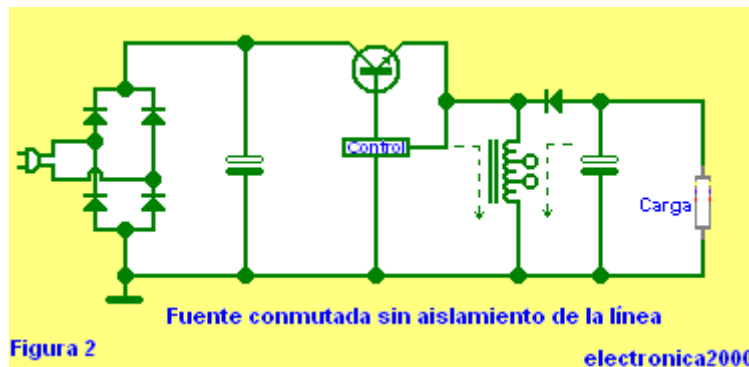 Control
Carga
Fuente conmutada sin aislamiento de la línea
Figura 2
electronica2000